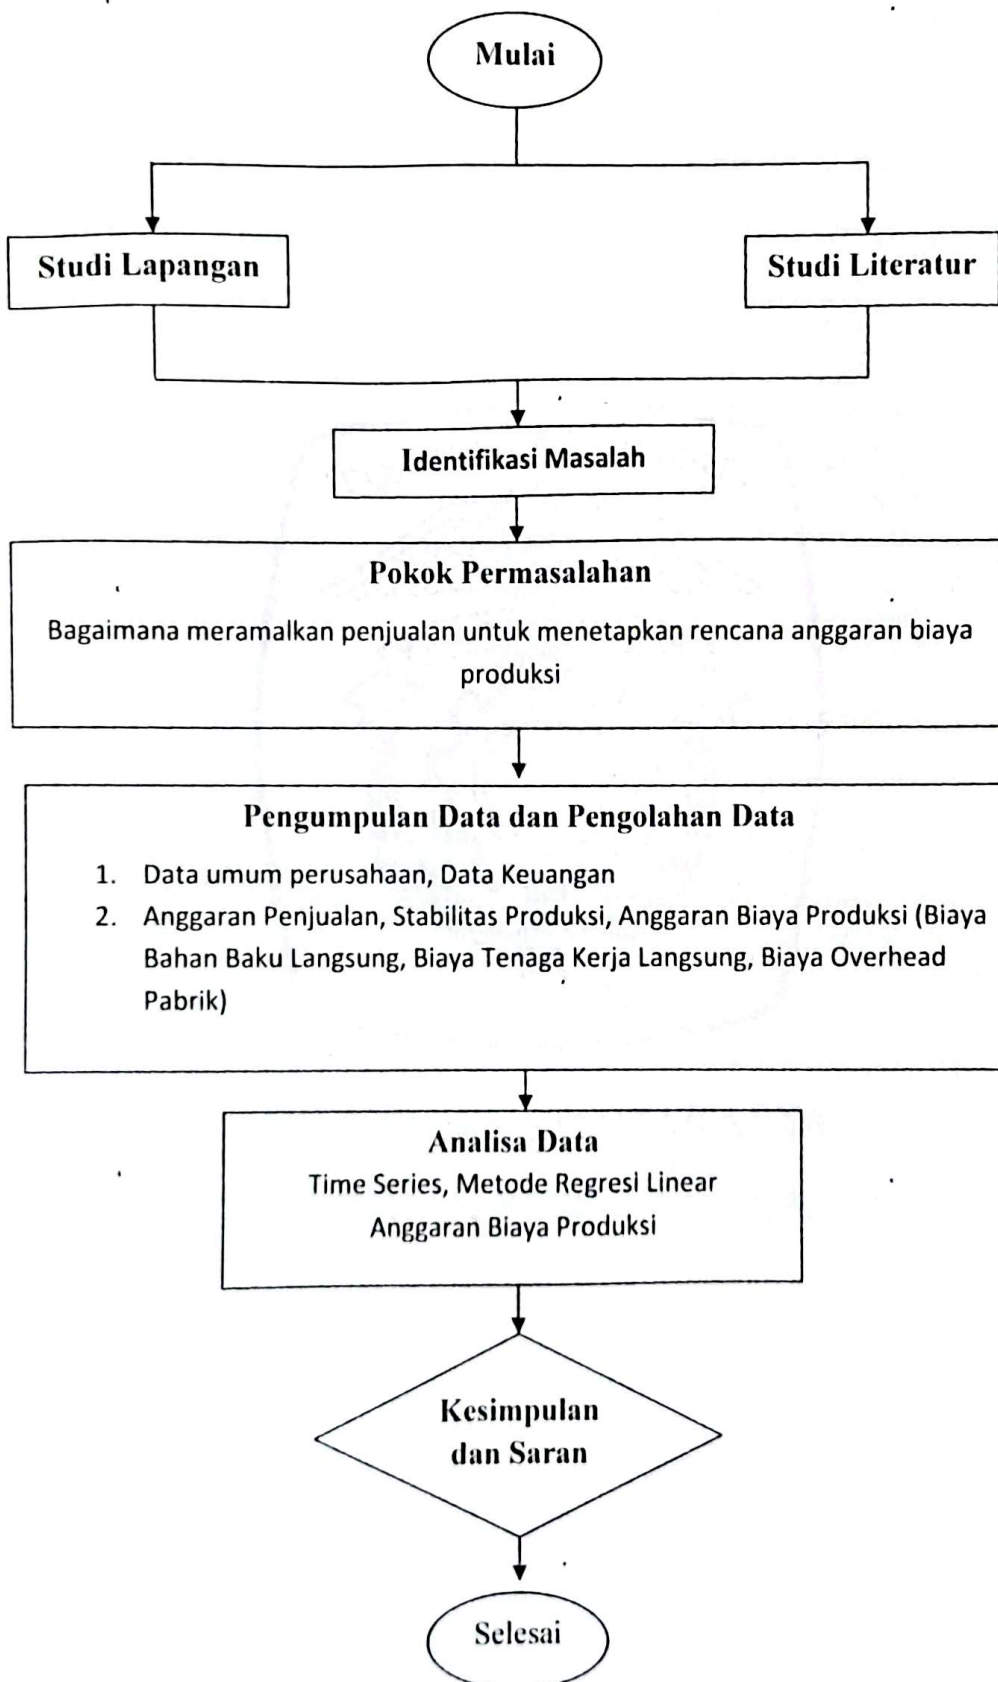 Mulai
Studi Lapangan
Studi Literatur
Identifikasi Masalah
Pokok Permasalahan
Bagaimana meramalkan penjualan untuk menetapkan rencana anggaran biaya
produksi
Pengumpulan Data dan Pengolahan Data
1. Data umum perusahaan, Data Keuangan
2. Anggaran Penjualan, Stabilitas Produksi, Anggaran Biaya Produksi (Biaya
Bahan Baku Langsung, Biaya Tenaga Kerja Langsung, Biaya Overhead
Pabrik)
Analisa Data
Time Series, Metode Regresi Linear
Anggaran Biaya Produksi
Kesimpulan
dan Saran
Selesai